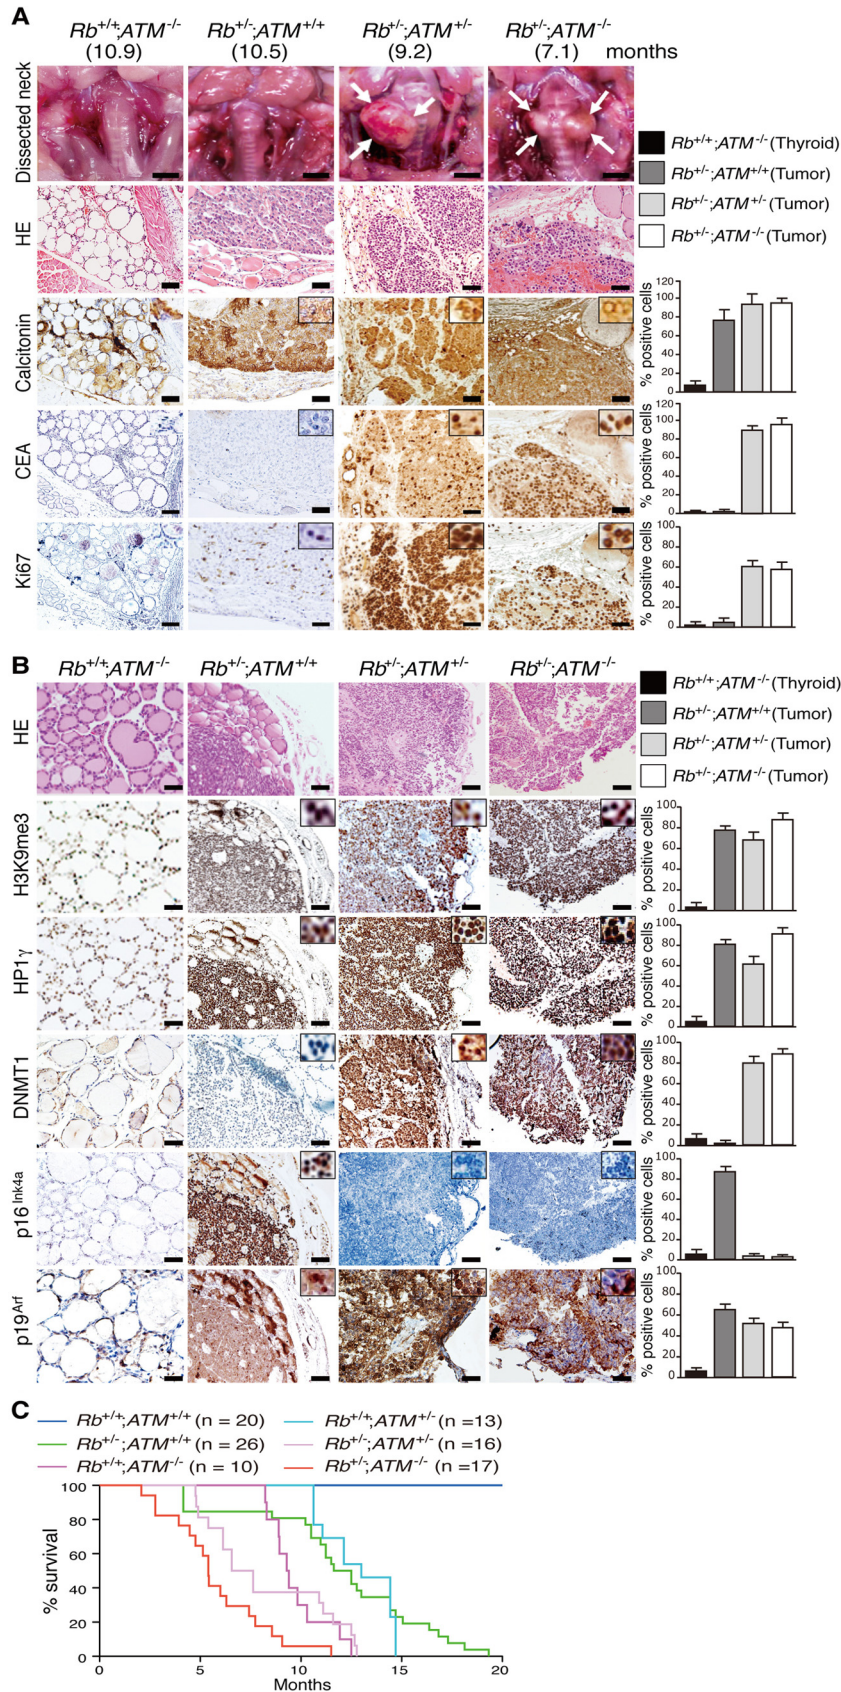 A
Rb+/+;ATM-/- Rb+/-;ATM+/+ Rb+/-;ATM+/- Rb+/-;ATM-/-
(10.9) (10.5) (9.2) (7.1) months
Dissected neck
Rb+/+;ATM-/- (Thyroid)
Rb+/-;ATM+/+ (Tumor)
Rb+/-;ATM+/- (Tumor)
Rb+/-;ATM-/- (Tumor)
HE
Calcitonin
% positive cells
120
100
80
60
40
20
0
CEA
% positive cells
120
100
80
60
40
20
0
Ki67
% positive cells
100
80
60
40
20
0
B
Rb+/+;ATM-/- Rb+/-;ATM+/+ Rb+/-;ATM+/- Rb+/-;ATM-/-
HE
Rb+/+;ATM-/- (Thyroid)
Rb+/-;ATM+/+ (Tumor)
Rb+/-;ATM+/- (Tumor)
Rb+/-;ATM-/- (Tumor)
H3K9me3
% positive cells
100
80
60
40
20
0
HP1γ
% positive cells
100
80
60
40
20
0
DNMT1
% positive cells
100
80
60
40
20
0
p16Ink4a
% positive cells
100
80
60
40
20
0
p19Arf
% positive cells
100
80
60
40
20
0
C
Rb+/+;ATM+/+ (n = 20) Rb+/+;ATM+/- (n =13)
Rb+/-;ATM+/+ (n = 26) Rb+/-;ATM+/- (n =16)
Rb+/+;ATM-/- (n = 10) Rb+/-;ATM-/- (n =17)
% survival
100
80
60
40
20
0
0 5 10 15 20
Months